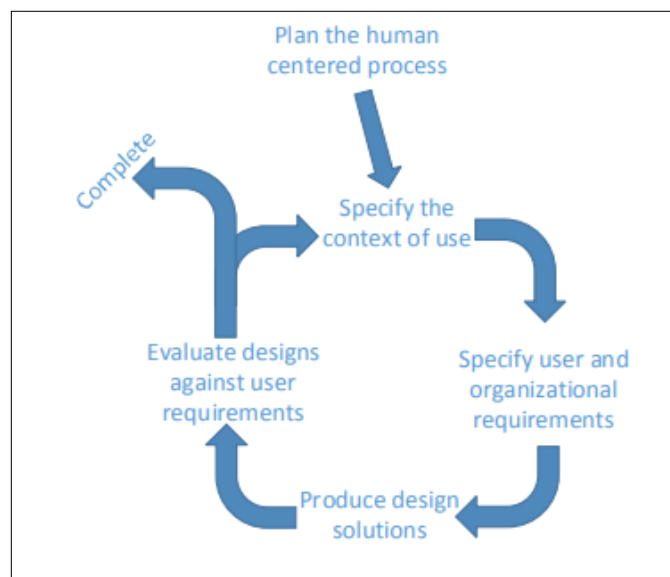 Plan the human
centered process
Complete
Specify the
context of use
Evaluate designs
against user
requirements
Specify user and
organizational
requirements
Produce design
solutions